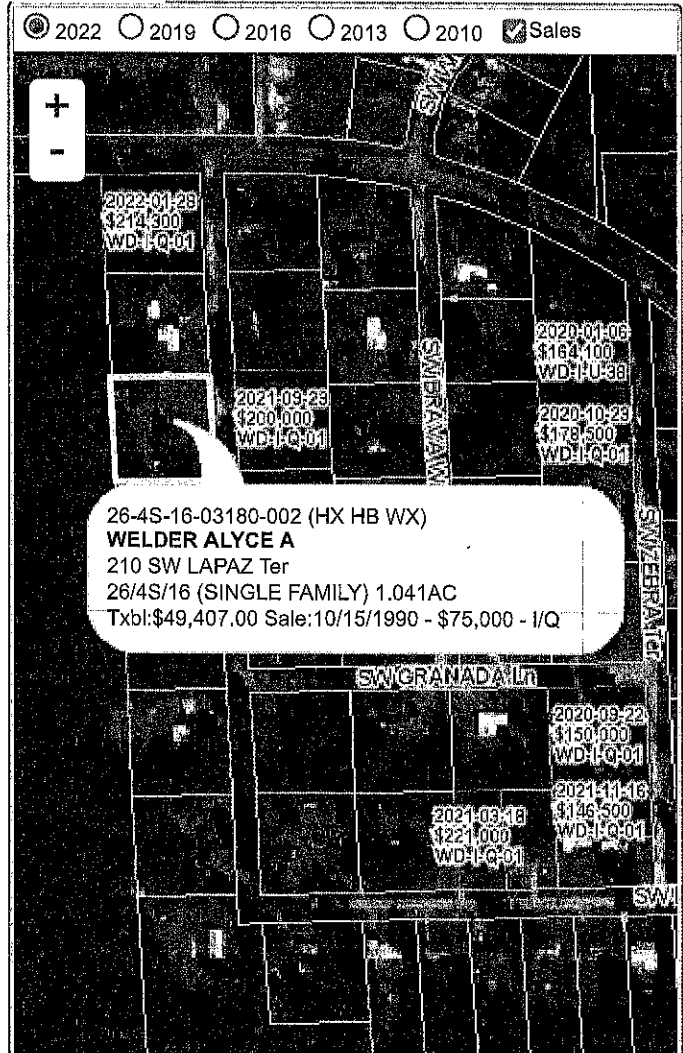 2022 2019 2016 2013 2010 Sales
+
-
2022-01-28
$214,300
WD-I-Q-01
2020-01-06
$164,100
WD-I-U-38
2021-09-23
$200,000
WD-I-Q-01
2020-10-23
$178,500
WD-I-Q-01
26-4S-16-03180-002 (HX HB WX)
WELDER ALYCE A
210 SW LAPAZ Ter
26/4S/16 (SINGLE FAMILY) 1.041AC
Txbl:$49,407.00 Sale:10/15/1990 - $75,000 - I/Q
SW ZEBRA Ter
SW GRANADA Ln
2020-09-22
$150,000
WD-I-Q-01
2021-11-16
$146,500
WD-I-Q-01
2021-03-18
$221,000
WD-I-Q-01